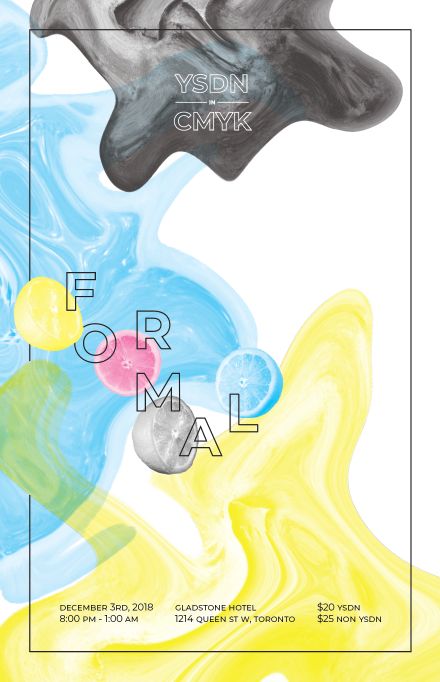 YSDN
IN
CMYK
FORMAL
DECEMBER 3RD, 2018
8:00 PM - 1:00 AM
GLADSTONE HOTEL
1214 QUEEN ST W, TORONTO
$20 YSDN
$25 NON YSDN